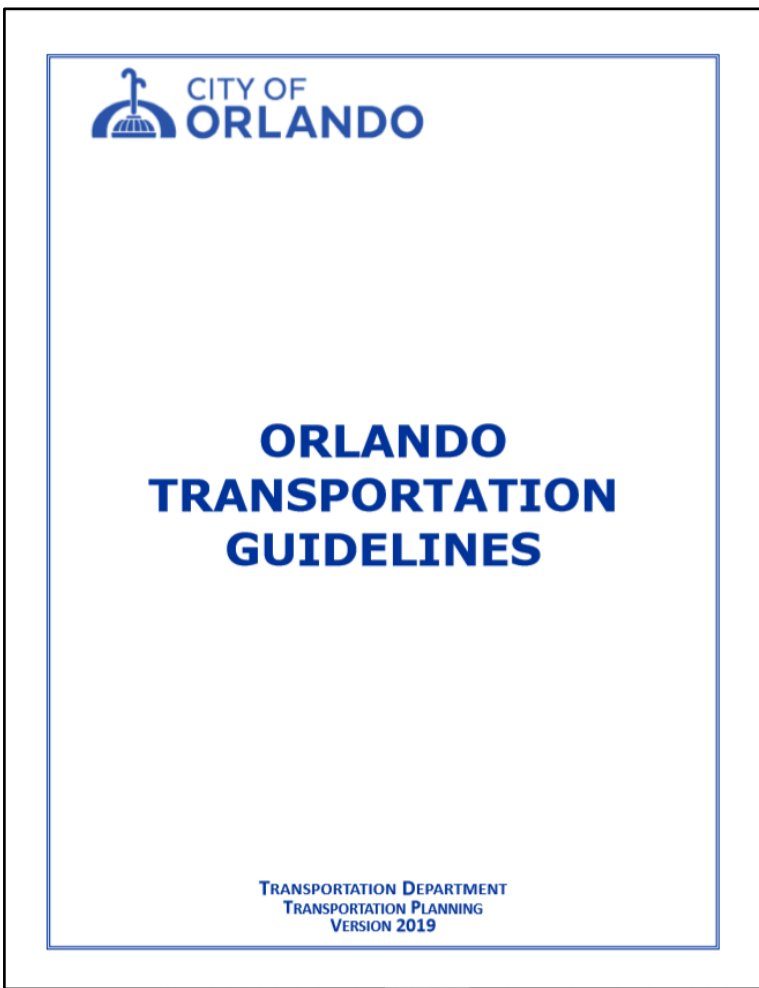 CITY OF
ORLANDO
ORLANDO
TRANSPORTATION
GUIDELINES
TRANSPORTATION DEPARTMENT
TRANSPORTATION PLANNING
VERSION 2019